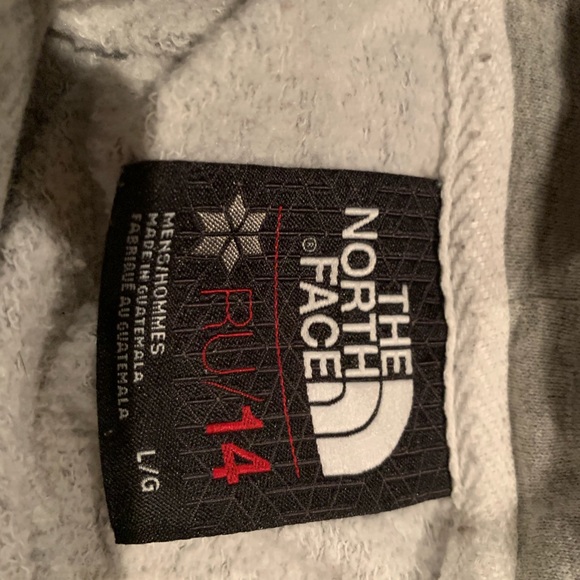 THE
NORTH
FACE
®
RU/14
MENS/HOMMES
MADE IN GUATEMALA
FABRIQUÉ AU GUATEMALA
L/G